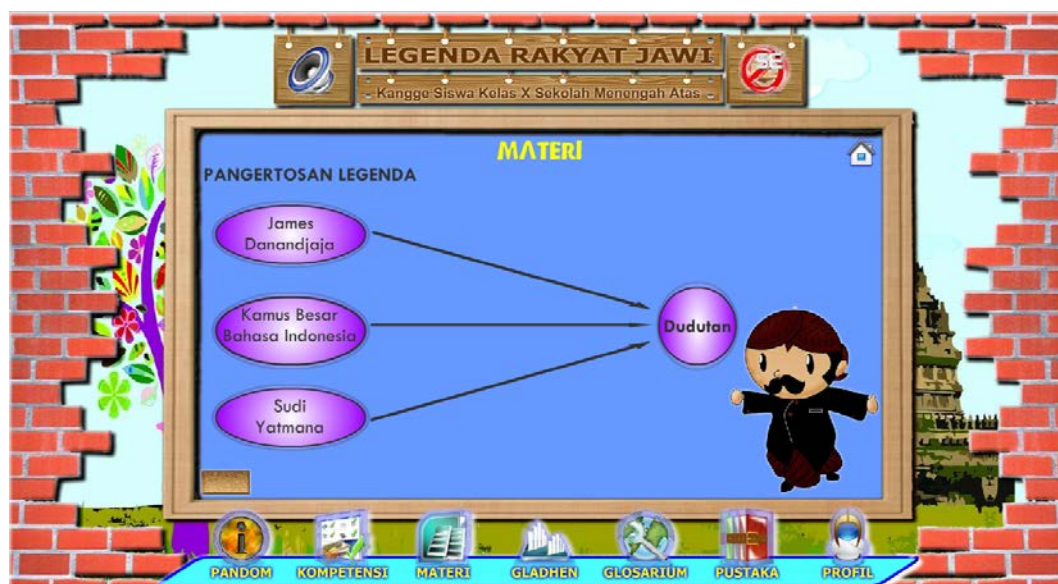 LEGENDA RAKYAT JAWI
Kangge Siswa Kelas X Sekolah Menengah Atas
SE
MATERI
PANGERTOSAN LEGENDA
James
Danandjaja
Kamus Besar
Bahasa Indonesia
Sudi
Yatmana
Dudutan
PANDOM
KOMPETENSI
MATERI
GLADHEN
GLOSARIUM
PUSTAKA
PROFIL